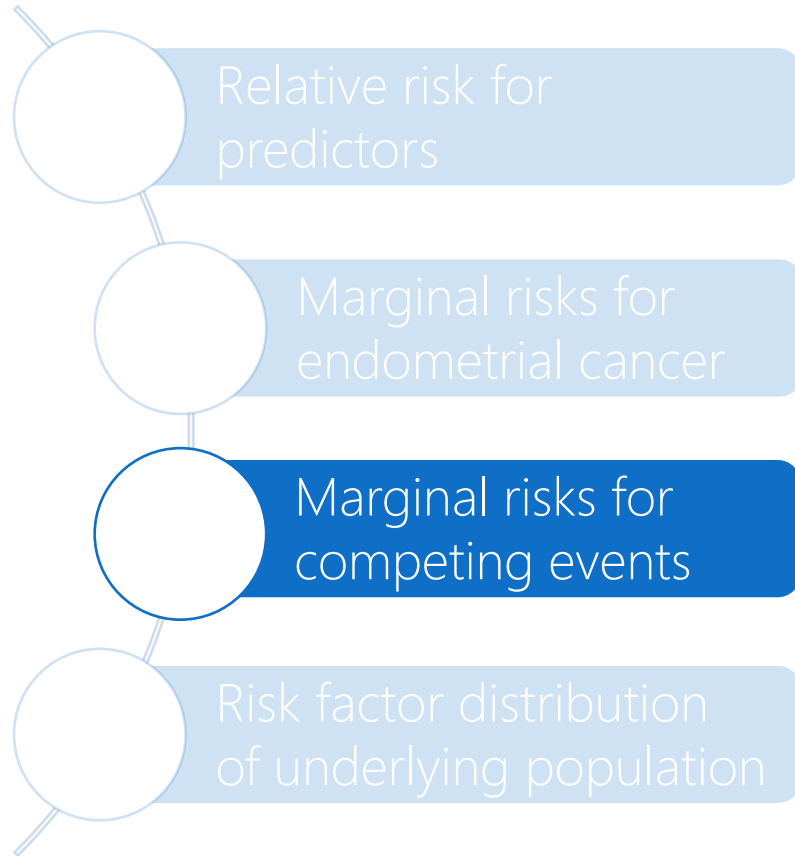 Relative risk for
predictors
Marginal risks for
endometrial cancer
Marginal risks for
competing events
Risk factor distribution
of underlying population